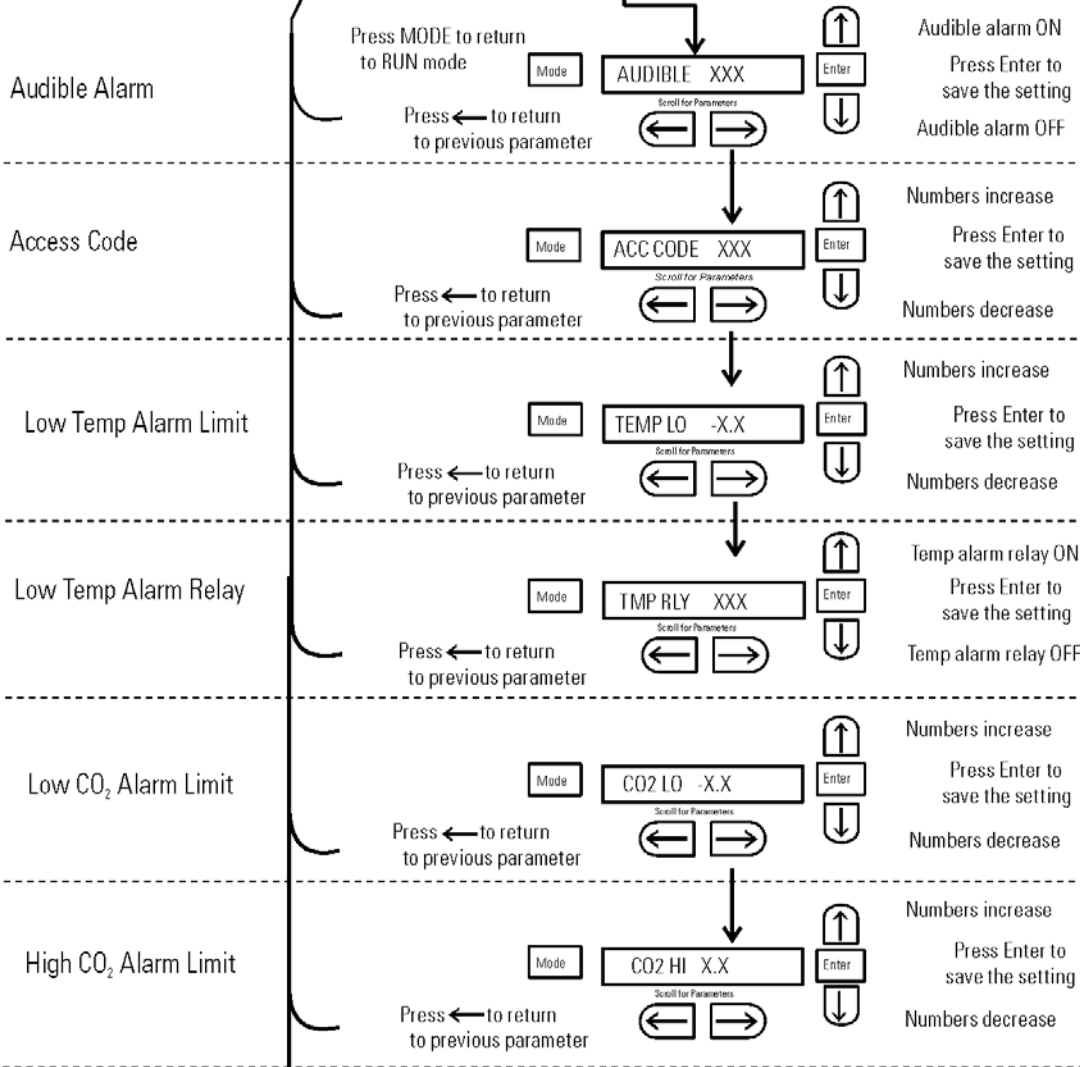 Press MODE to return
to RUN mode
Audible alarm ON
Audible Alarm
Mode
AUDIBLE XXX
Enter
Press Enter to
save the setting
Scroll for Parameters
Press ← to return
to previous parameter
← →
Audible alarm OFF
Numbers increase
Access Code
Mode
ACC CODE XXX
Enter
Press Enter to
save the setting
Scroll for Parameters
Press ← to return
to previous parameter
← →
Numbers decrease
Numbers increase
Low Temp Alarm Limit
Mode
TEMP LO -X.X
Enter
Press Enter to
save the setting
Scroll for Parameters
Press ← to return
to previous parameter
← →
Numbers decrease
Temp alarm relay ON
Low Temp Alarm Relay
Mode
TMP RLY XXX
Enter
Press Enter to
save the setting
Scroll for Parameters
Press ← to return
to previous parameter
← →
Temp alarm relay OFF
Numbers increase
Low CO₂ Alarm Limit
Mode
CO2 LO -X.X
Enter
Press Enter to
save the setting
Scroll for Parameters
Press ← to return
to previous parameter
← →
Numbers decrease
Numbers increase
High CO₂ Alarm Limit
Mode
CO2 HI X.X
Enter
Press Enter to
save the setting
Scroll for Parameters
Press ← to return
to previous parameter
← →
Numbers decrease